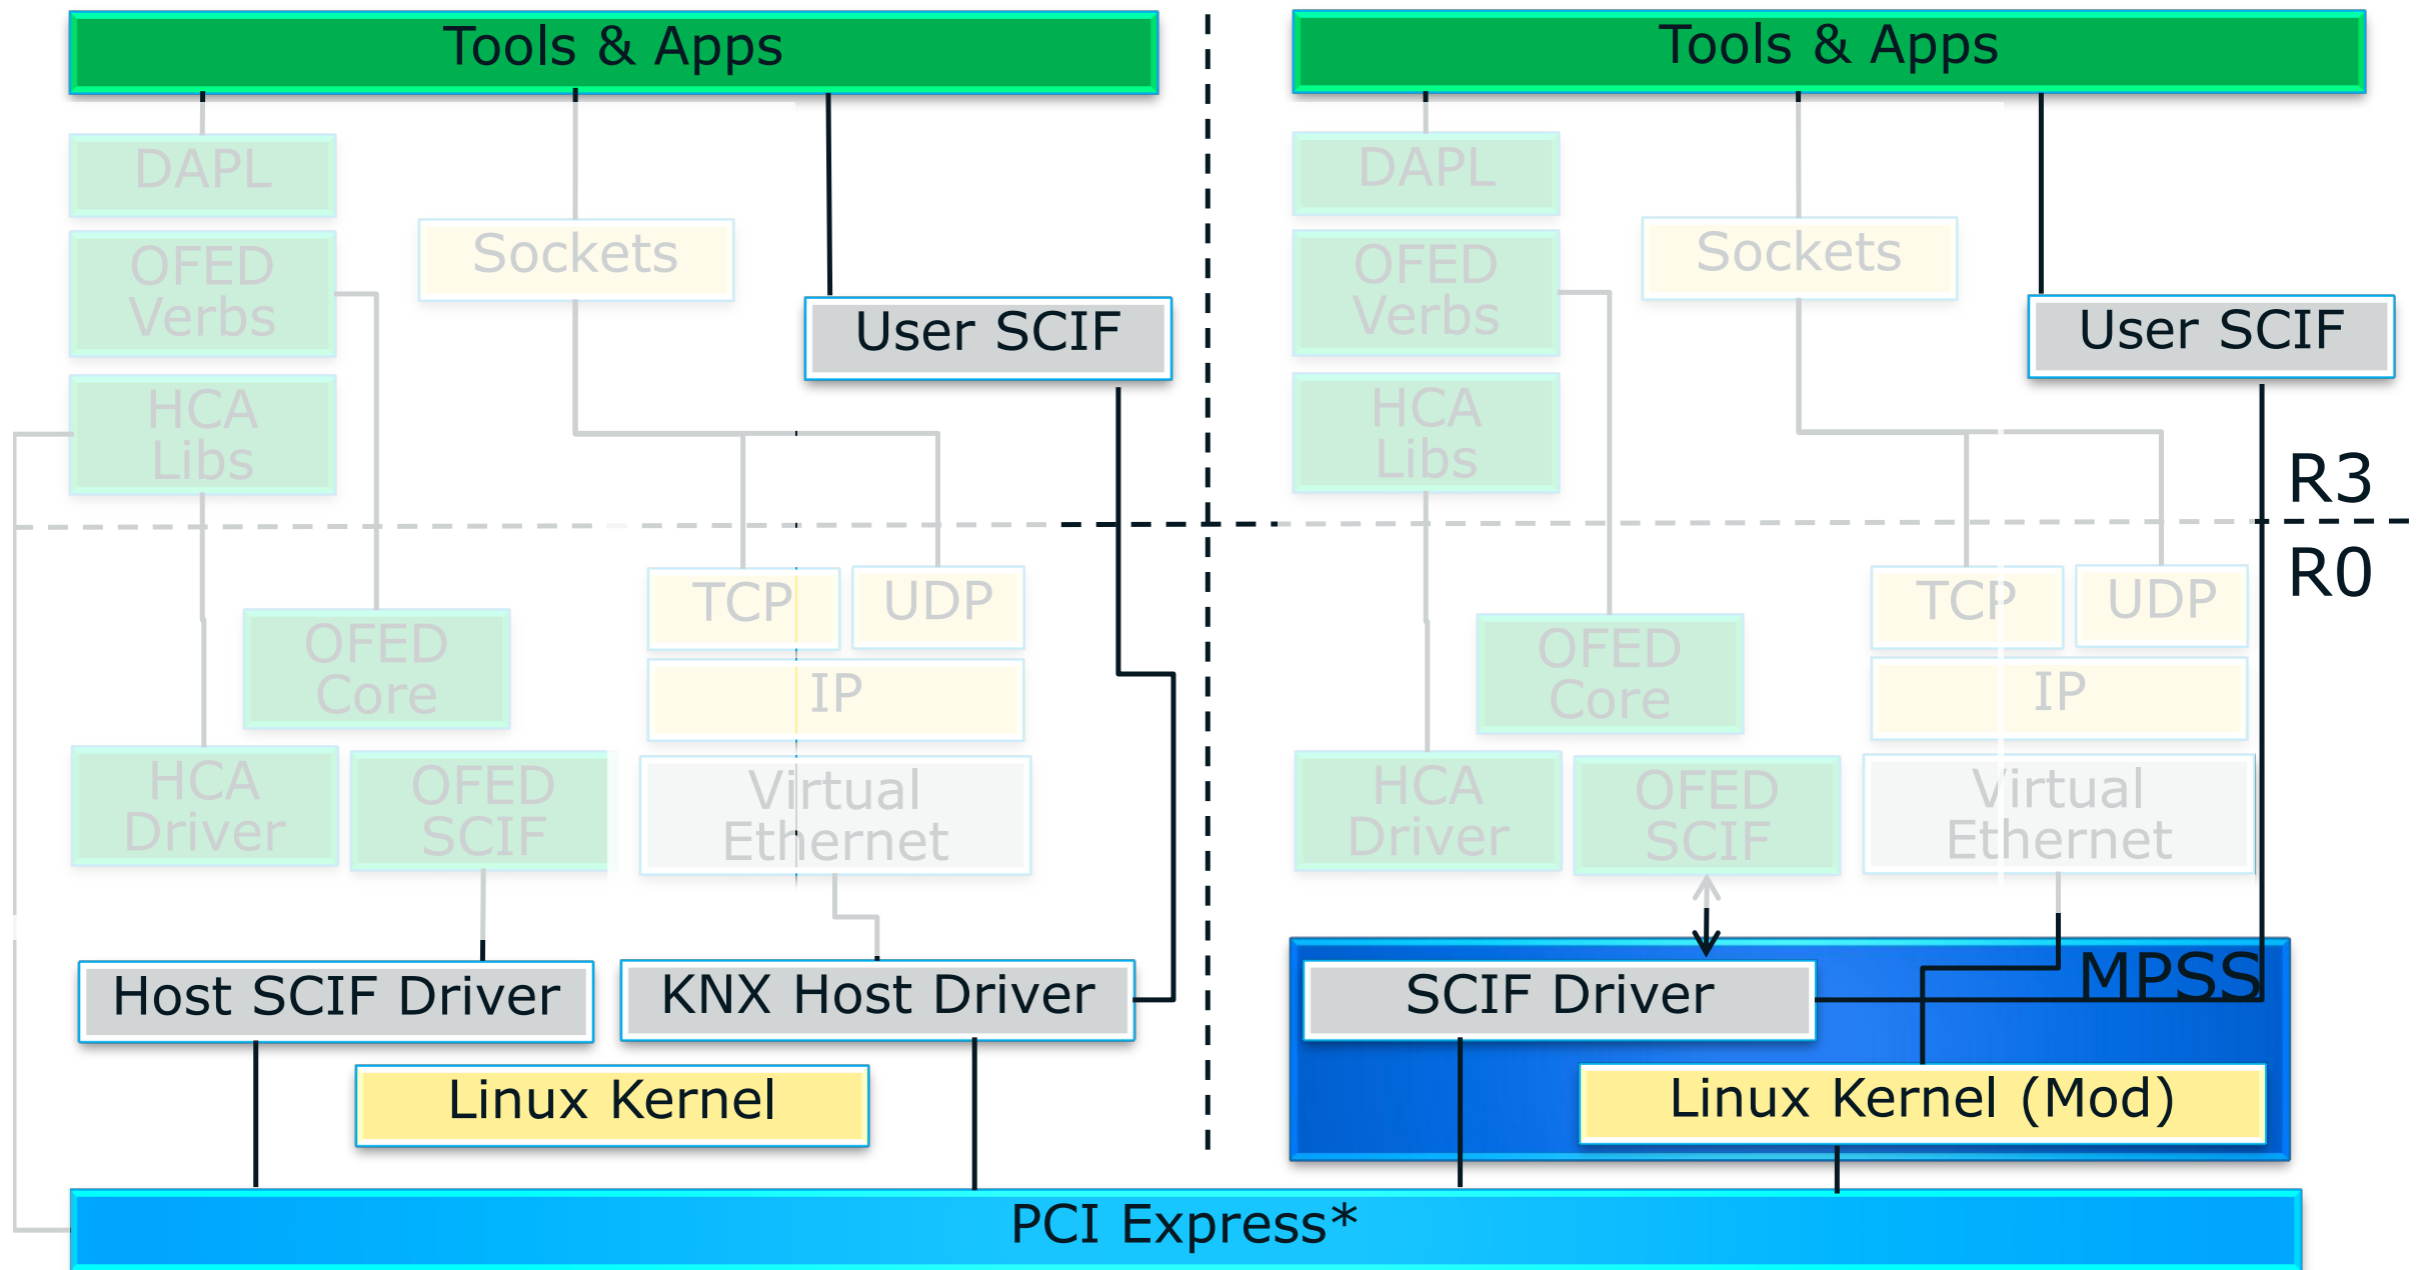 Tools & Apps
DAPL
OFED
Verbs
HCA
Libs
Sockets
User SCIF
OFED
Core
HCA
Driver
OFED
SCIF
TCP
UDP
IP
Virtual
Ethernet
Host SCIF Driver
KNX Host Driver
Linux Kernel
Tools & Apps
DAPL
OFED
Verbs
HCA
Libs
Sockets
User SCIF
R3
R0
OFED
Core
HCA
Driver
OFED
SCIF
TCP
UDP
IP
Virtual
Ethernet
MPSS
SCIF Driver
Linux Kernel (Mod)
PCI Express*